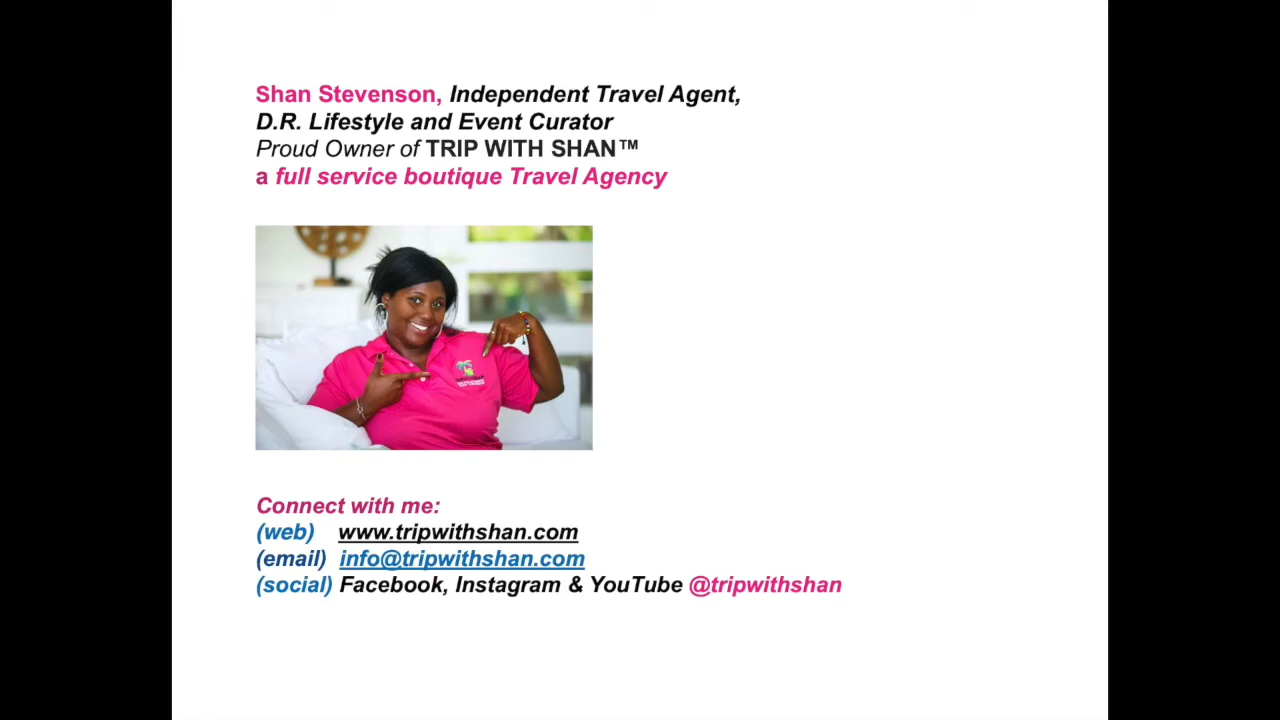 Shan Stevenson, Independent Travel Agent,
D.R. Lifestyle and Event Curator
Proud Owner of TRIP WITH SHAN™
a full service boutique Travel Agency
Connect with me:
(web) www.tripwithshan.com
(email) info@tripwithshan.com
(social) Facebook, Instagram & YouTube @tripwithshan